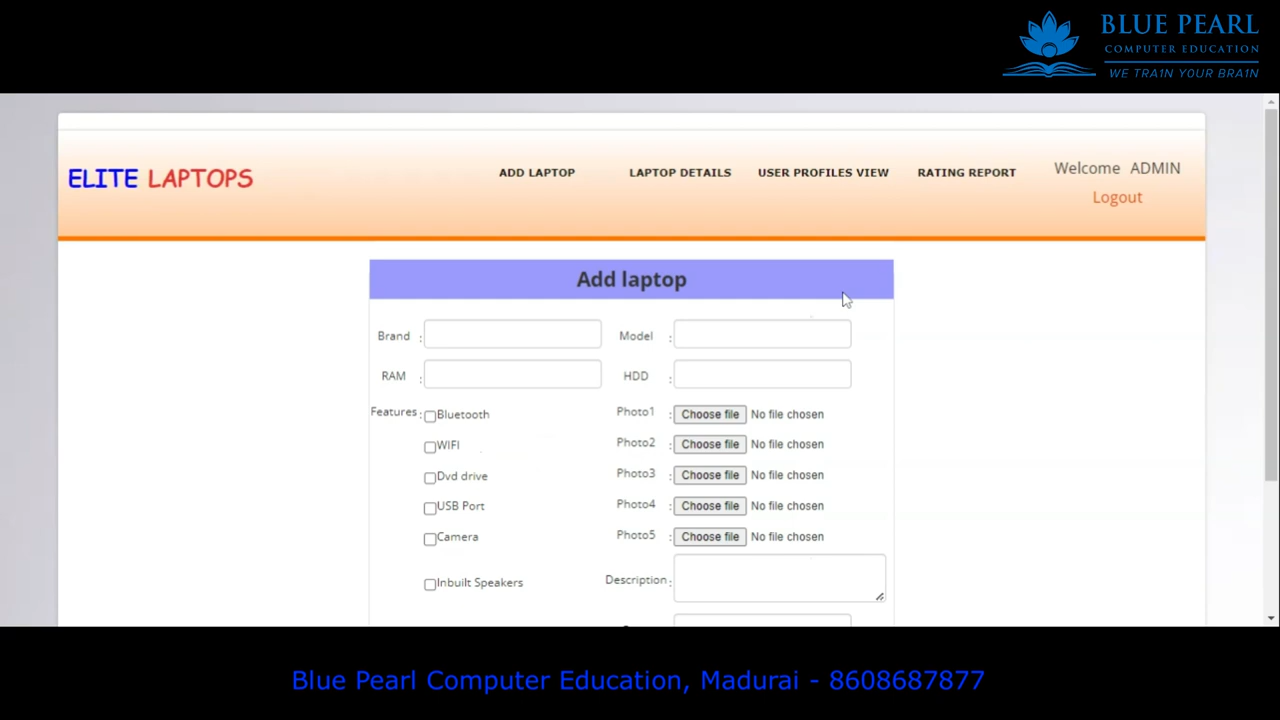 BLUE PEARL
COMPUTER EDUCATION
WE TRA1N YOUR BRA1N
ELITE LAPTOPS
ADD LAPTOP LAPTOP DETAILS USER PROFILES VIEW RATING REPORT
Welcome ADMIN
Logout
Add laptop
Brand : Model :
RAM : HDD :
Features : Bluetooth Photo1 : Choose file No file chosen
WIFI Photo2 : Choose file No file chosen
Dvd drive Photo3 : Choose file No file chosen
USB Port Photo4 : Choose file No file chosen
Camera Photo5 : Choose file No file chosen
Inbuilt Speakers Description :
Blue Pearl Computer Education, Madurai - 8608687877